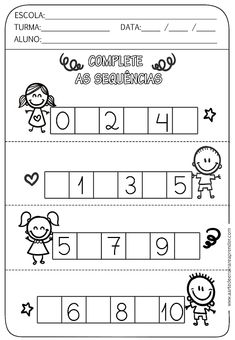 ESCOLA:
TURMA: DATA: / /
ALUNO:
COMPLETE
AS SEQUÊNCIAS
0 2 4
1 3 5
5 7 9
6 8 10